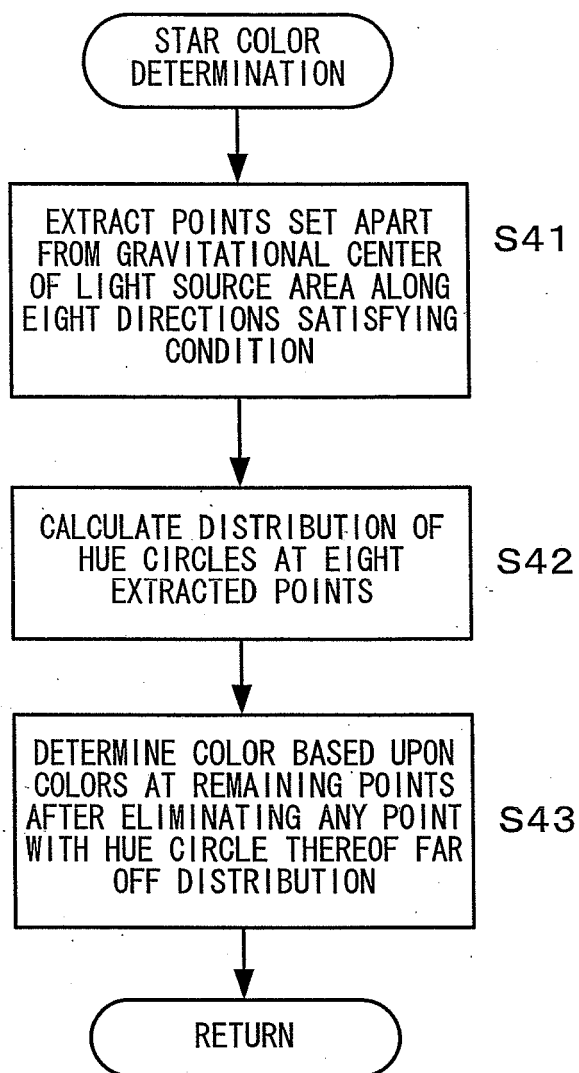 STAR COLOR
DETERMINATION
EXTRACT POINTS SET APART
FROM GRAVITATIONAL CENTER
OF LIGHT SOURCE AREA ALONG
EIGHT DIRECTIONS SATISFYING
CONDITION
S41
CALCULATE DISTRIBUTION OF
HUE CIRCLES AT EIGHT
EXTRACTED POINTS
S42
DETERMINE COLOR BASED UPON
COLORS AT REMAINING POINTS
AFTER ELIMINATING ANY POINT
WITH HUE CIRCLE THEREOF FAR
OFF DISTRIBUTION
S43
RETURN